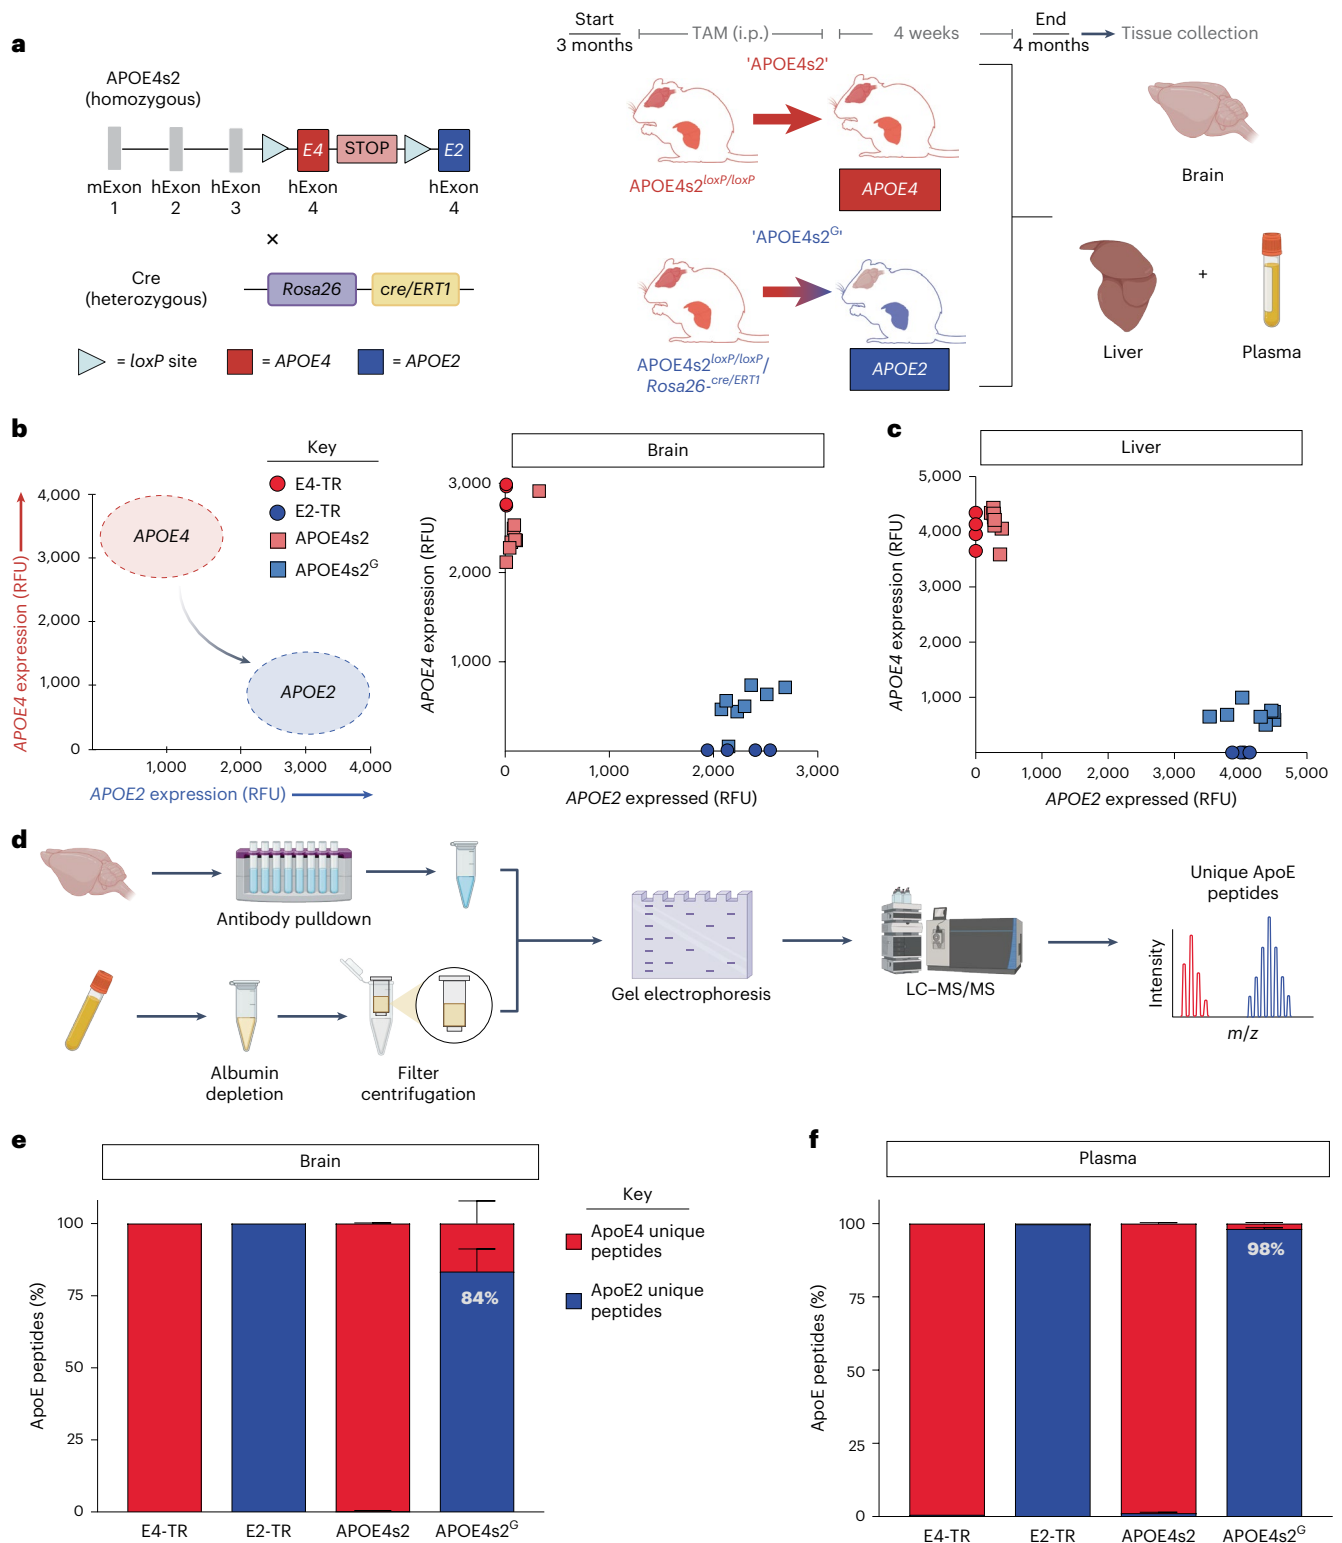 a
APOE4s2
(homozygous)
E4
STOP
E2
mExon hExon hExon hExon hExon
1 2 3 4 4
×
Cre
(heterozygous)
Rosa26
cre/ERT1
= loxP site
= APOE4
= APOE2
Start
3 months
TAM (i.p.)
4 weeks
End
4 months
Tissue collection
'APOE4s2'
APOE4s2loxP/loxP
APOE4
'APOE4s2G'
APOE4s2loxP/loxP/
Rosa26-cre/ERT1
APOE2
Brain
+
Liver
Plasma
b
Key
E4-TR
E2-TR
APOE4s2
APOE4s2G
APOE4 expression (RFU)
4,000
3,000
2,000
1,000
0
APOE4
APOE2
1,000 2,000 3,000 4,000
APOE2 expression (RFU)
Brain
APOE4 expression (RFU)
3,000
2,000
1,000
0 1,000 2,000 3,000
APOE2 expressed (RFU)
c
Liver
APOE4 expression (RFU)
5,000
4,000
3,000
2,000
1,000
0 1,000 2,000 3,000 4,000 5,000
APOE2 expressed (RFU)
d
Antibody pulldown
Albumin
depletion
Filter
centrifugation
Gel electrophoresis
LC–MS/MS
Unique ApoE
peptides
Intensity
m/z
e
Brain
ApoE peptides (%)
100
75
50
25
0
84%
E4-TR E2-TR APOE4s2 APOE4s2G
Key
ApoE4 unique
peptides
ApoE2 unique
peptides
f
Plasma
ApoE peptides (%)
100
75
50
25
0
98%
E4-TR E2-TR APOE4s2 APOE4s2G